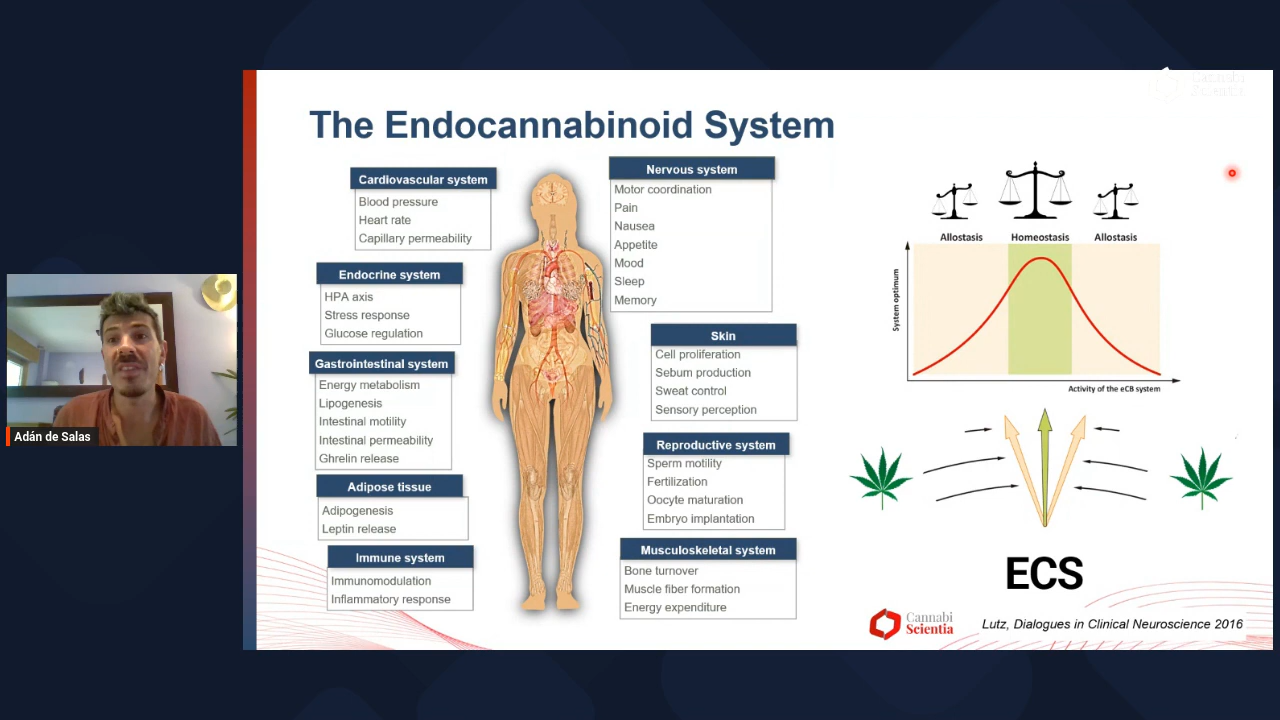 Cannabi
Scientia
The Endocannabinoid System
Cardiovascular system
Blood pressure
Heart rate
Capillary permeability
Endocrine system
HPA axis
Stress response
Glucose regulation
Gastrointestinal system
Energy metabolism
Lipogenesis
Intestinal motility
Intestinal permeability
Ghrelin release
Adipose tissue
Adipogenesis
Leptin release
Immune system
Immunomodulation
Inflammatory response
Nervous system
Motor coordination
Pain
Nausea
Appetite
Mood
Sleep
Memory
Skin
Cell proliferation
Sebum production
Sweat control
Sensory perception
Reproductive system
Sperm motility
Fertilization
Oocyte maturation
Embryo implantation
Musculoskeletal system
Bone turnover
Muscle fiber formation
Energy expenditure
Allostasis Homeostasis Allostasis
System optimum
Activity of the eCB system
ECS
Cannabi
Scientia
Lutz, Dialogues in Clinical Neuroscience 2016
Adán de Salas